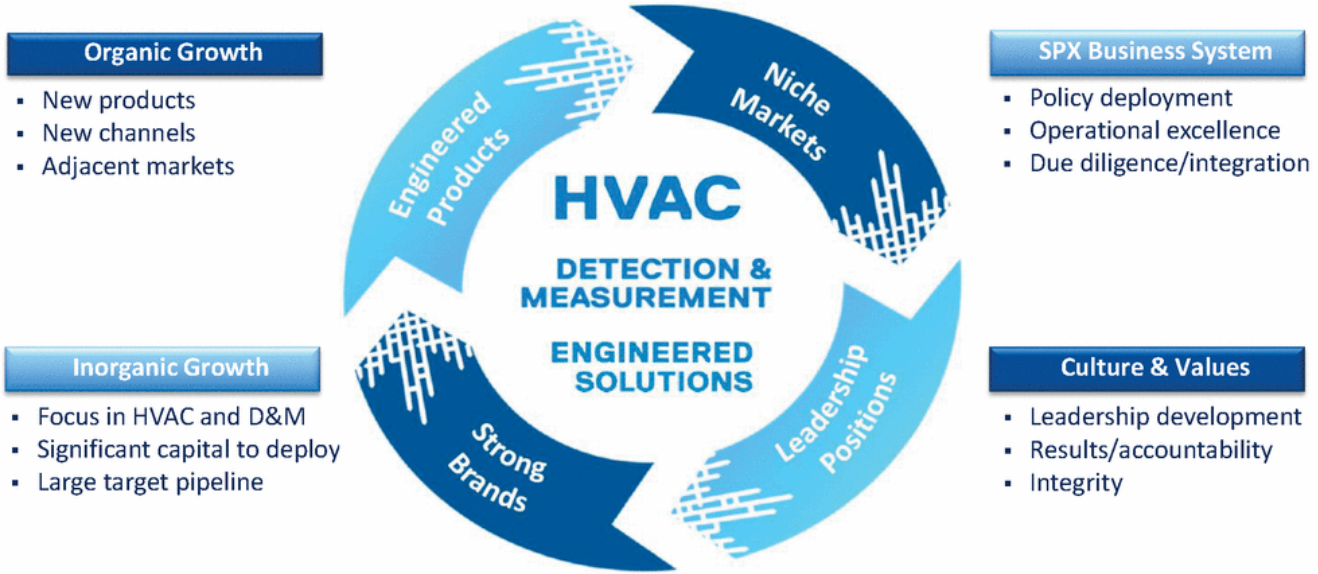 Organic Growth
▪ New products
▪ New channels
▪ Adjacent markets
Inorganic Growth
▪ Focus in HVAC and D&M
▪ Significant capital to deploy
▪ Large target pipeline
Engineered
Products
Niche
Markets
Leadership
Positions
Strong
Brands
HVAC
DETECTION &
MEASUREMENT
ENGINEERED
SOLUTIONS
SPX Business System
▪ Policy deployment
▪ Operational excellence
▪ Due diligence/integration
Culture & Values
▪ Leadership development
▪ Results/accountability
▪ Integrity